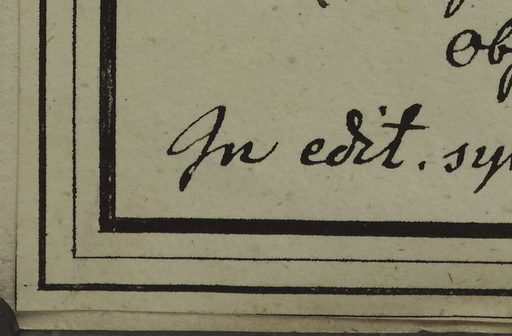 Ob
In edit. sy